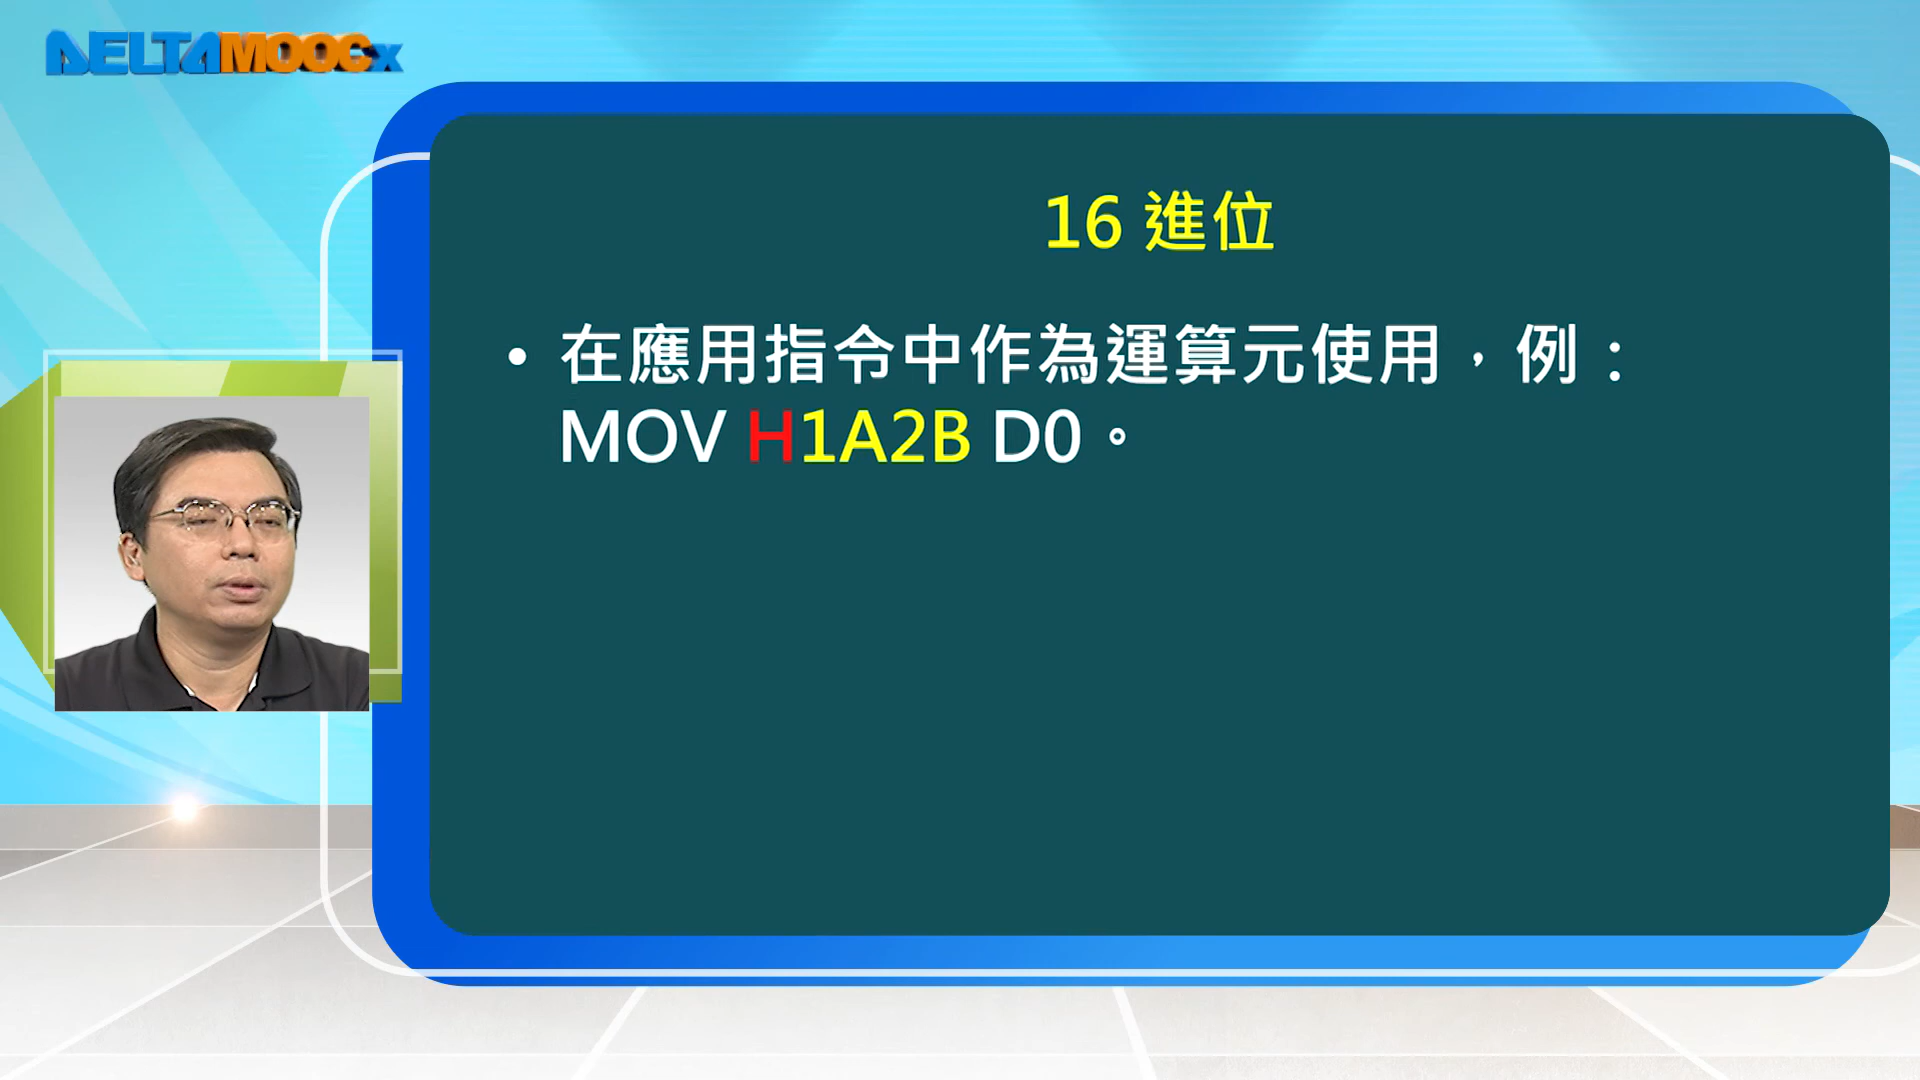 DELTAMOOCx
16 進位
• 在應用指令中作為運算元使用，例：
MOV H1A2B D0。